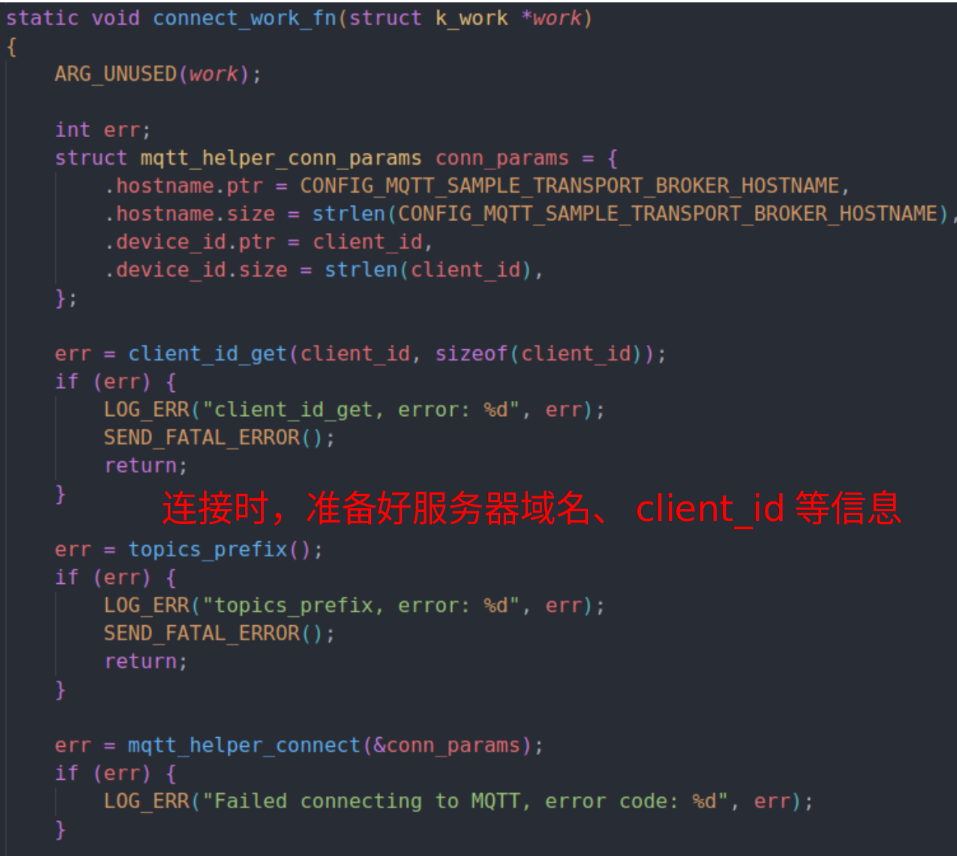 static void connect_work_fn(struct k_work *work)
{
ARG_UNUSED(work);
int err;
struct mqtt_helper_conn_params conn_params = {
.hostname.ptr = CONFIG_MQTT_SAMPLE_TRANSPORT_BROKER_HOSTNAME,
.hostname.size = strlen(CONFIG_MQTT_SAMPLE_TRANSPORT_BROKER_HOSTNAME),
.device_id.ptr = client_id,
.device_id.size = strlen(client_id),
};
err = client_id_get(client_id, sizeof(client_id));
if (err) {
LOG_ERR("client_id_get, error: %d", err);
SEND_FATAL_ERROR();
return;
}
连接时，准备好服务器域名、 client_id 等信息
err = topics_prefix();
if (err) {
LOG_ERR("topics_prefix, error: %d", err);
SEND_FATAL_ERROR();
return;
}
err = mqtt_helper_connect(&conn_params);
if (err) {
LOG_ERR("Failed connecting to MQTT, error code: %d", err);
}